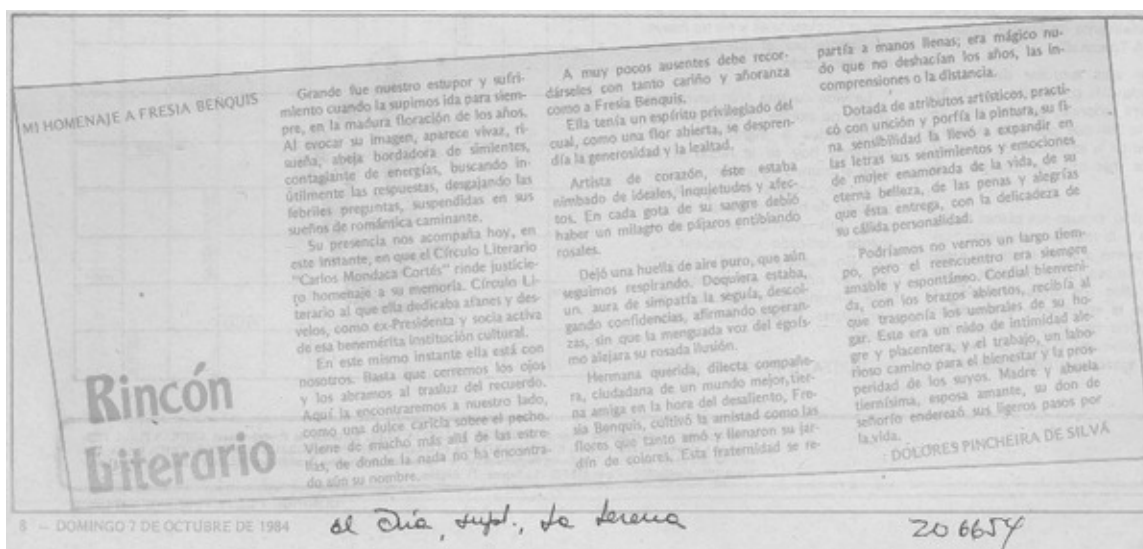 MI HOMENAJE A FRESIA BENQUIS
Rincón
Literario
Grande fue nuestro estupor y sufri-
miento cuando la supimos ida para siem-
pre, en la madura floración de los años.
Al evocar su imagen, aparece vivaz, ri-
sueña, abeja bordadora de simientes,
contagiante de energías, buscando in-
útilmente las respuestas, desgajando las
febriles preguntas, suspendidas en sus
sueños de romántica caminante.
Su presencia nos acompaña hoy, en
este instante, en que el Círculo Literario
"Carlos Mondaca Cortés" rinde justicie-
ro homenaje a su memoria. Círculo Li-
terario al que ella dedicaba afanes y des-
velos, como ex-Presidenta y socia activa
de esa benemérita institución cultural.
En este mismo instante ella está con
nosotros. Basta que cerremos los ojos
y los abramos al trasluz del recuerdo.
Aquí la encontraremos a nuestro lado,
como una dulce caricia sobre el pecho.
Viene de mucho más allá de las estre-
llas, de donde la nada no ha encontra-
do aún su nombre.
A muy pocos ausentes debe recor-
dárseles con tanto cariño y añoranza
como a Fresia Benquis.
Ella tenía un espíritu privilegiado del
cual, como una flor abierta, se despren-
día la generosidad y la lealtad.
Artista de corazón, éste estaba
nimbado de ideales, inquietudes y afec-
tos. En cada gota de su sangre debió
haber un milagro de pájaros entibiando
rosales.
Dejó una huella de aire puro, que aún
seguimos respirando. Doquiera estaba,
un aura de simpatía la seguía, descol-
gando confidencias, afirmando esperan-
zas, sin que la menguada voz del egoís-
mo alejara su rosada ilusión.
Hermana querida, dilecta compañe-
ra, ciudadana de un mundo mejor, tier-
na amiga en la hora del desaliento, Fre-
sia Benquis, cultivó la amistad como las
flores que tanto amó y llenaron su jar-
dín de colores. Esta fraternidad se re-
partía a manos llenas; era mágico nu-
do que no deshacían los años, las in-
comprensiones o la distancia.
Dotada de atributos artísticos, practi-
có con unción y porfía la pintura, su fi-
na sensibilidad la llevó a expandir en
las letras sus sentimientos y emociones
de mujer enamorada de la vida, de su
eterna belleza, de las penas y alegrías
que ésta entrega, con la delicadeza de
su cálida personalidad.
Podríamos no vernos un largo tiem-
po, pero el reencuentro era siempre
amable y espontáneo. Cordial bienveni-
da, con los brazos abiertos, recibía al
que trasponía los umbrales de su ho-
gar. Este era un nido de intimidad ale-
gre y placentera, y el trabajo, un labo-
rioso camino para el bienestar y la pros-
peridad de los suyos. Madre y abuela
tiernísima, esposa amante, su don de
señorío enderezó sus ligeros pasos por
la vida.
DOLORES PINCHEIRA DE SILVA
8 — DOMINGO 7 DE OCTUBRE DE 1984
el Día, supl., La Serena
206654